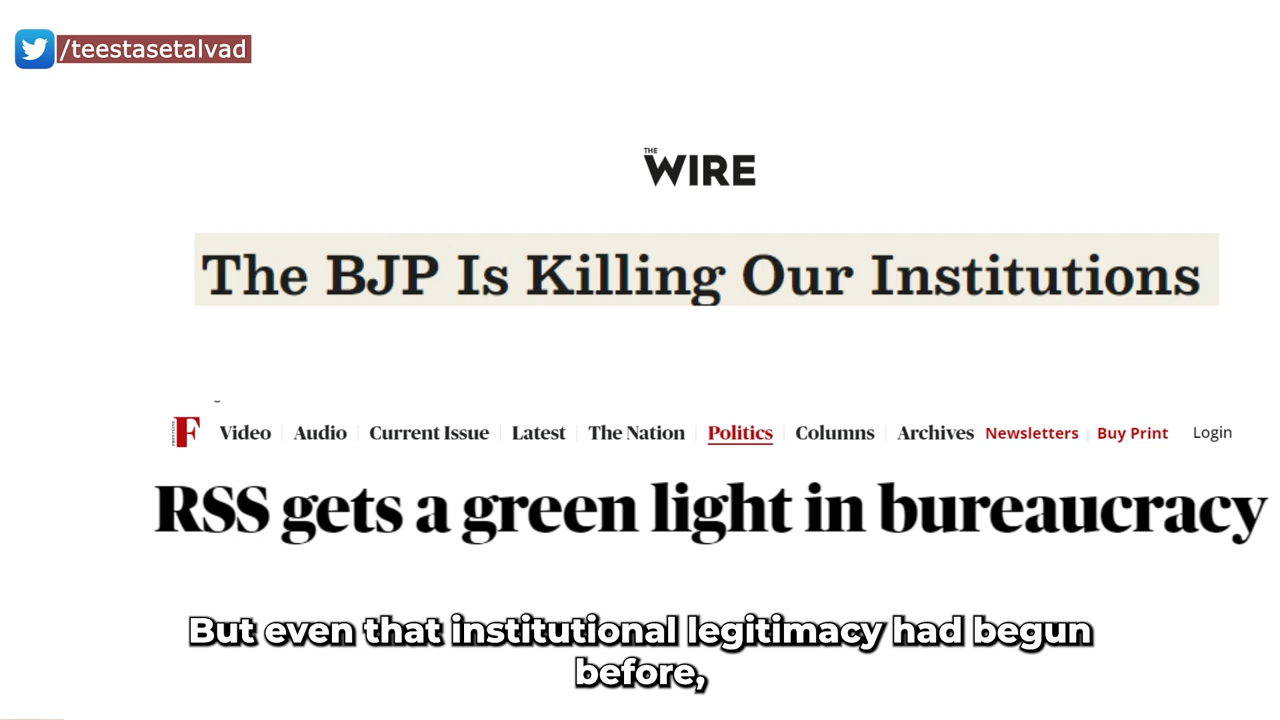 /teestasetalvad
THE
WIRE
The BJP Is Killing Our Institutions
F Video Audio Current Issue Latest The Nation Politics Columns Archives Newsletters Buy Print Login
RSS gets a green light in bureaucracy
But even that institutional legitimacy had begun
before,